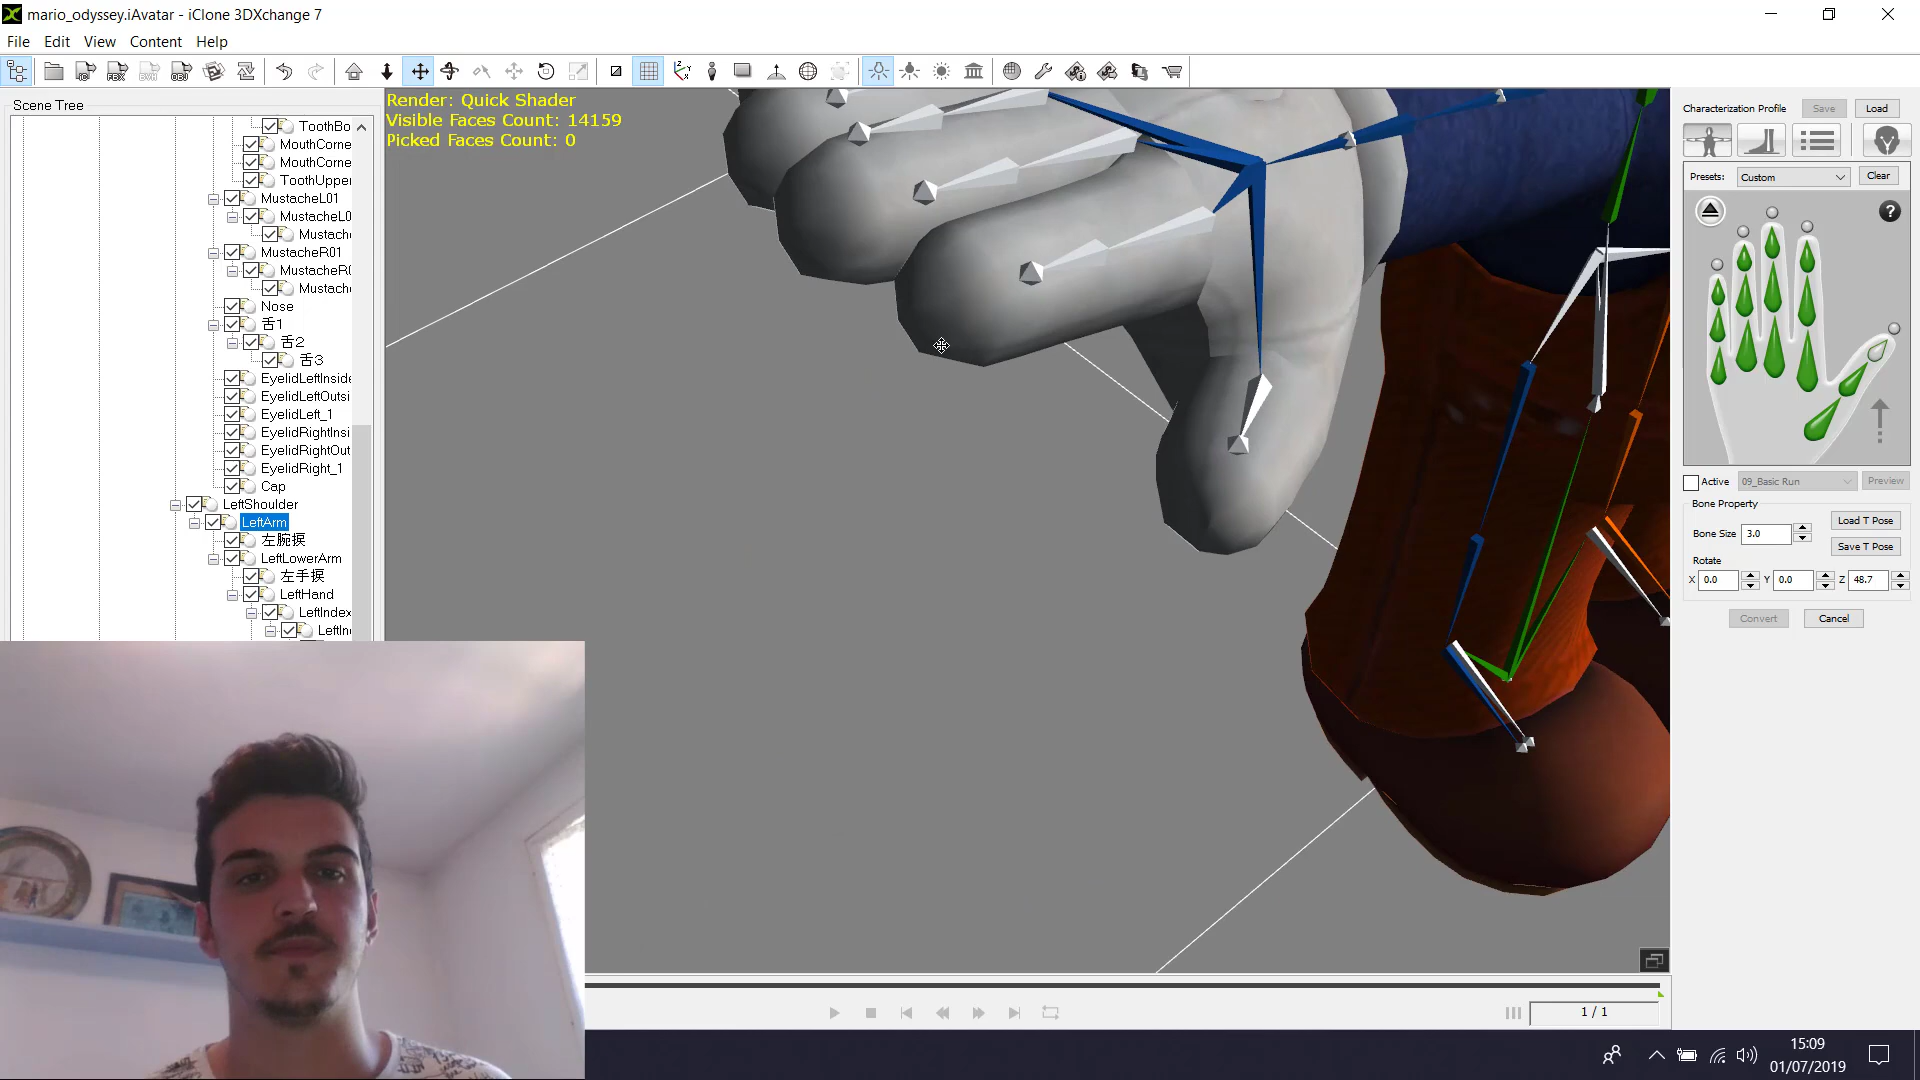 mario_odyssey.iAvatar - iClone 3DXchange 7
File Edit View Content Help
Scene Tree
ToothBo
MouthCorne
MouthCorne
ToothUpper
MustacheL01
MustacheL0
Mustach
MustacheR01
MustacheR0
Mustach
Nose
舌1
舌2
舌3
EyelidLeftInside
EyelidLeftOutsi
EyelidLeft_1
EyelidRightInsi
EyelidRightOut
EyelidRight_1
Cap
LeftShoulder
LeftArm
左腕捩
LeftLowerArm
左手捩
LeftHand
LeftIndex
LeftIn
Render: Quick Shader
Visible Faces Count: 14159
Picked Faces Count: 0
Characterization Profile Save Load
Presets: Custom Clear
?
Active 09_Basic Run Preview
Bone Property
Bone Size 3.0 Load T Pose
Save T Pose
Rotate
X 0.0 Y 0.0 Z 48.7
Convert Cancel
1 / 1
15:09
01/07/2019